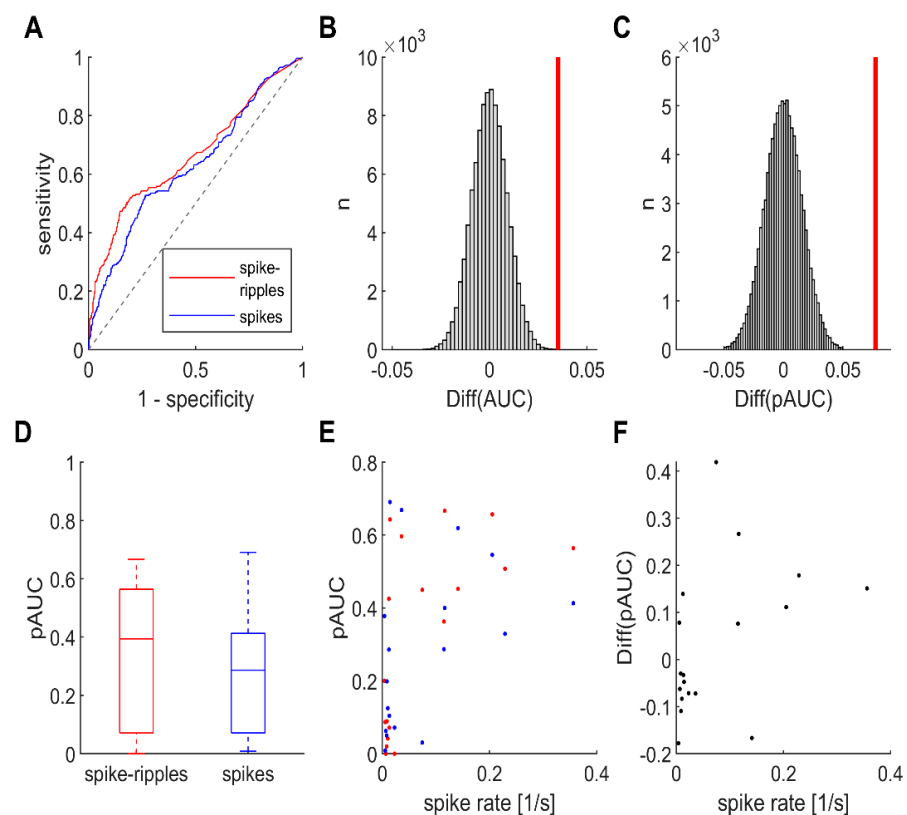 A
1
0.8
0.6
0.4
0.2
0
0
0.5
1
sensitivity
1 - specificity
spike-
ripples
spikes
B
×10³
10
8
6
4
2
0
n
-0.05
0
0.05
Diff(AUC)
C
×10³
6
5
4
3
2
1
0
n
-0.05
0
0.05
Diff(pAUC)
D
1
0.8
0.6
0.4
0.2
0
pAUC
spike-ripples
spikes
E
0.8
0.6
0.4
0.2
0
pAUC
0
0.2
0.4
spike rate [1/s]
F
0.4
0.3
0.2
0.1
0
-0.1
-0.2
Diff(pAUC)
0
0.2
0.4
spike rate [1/s]